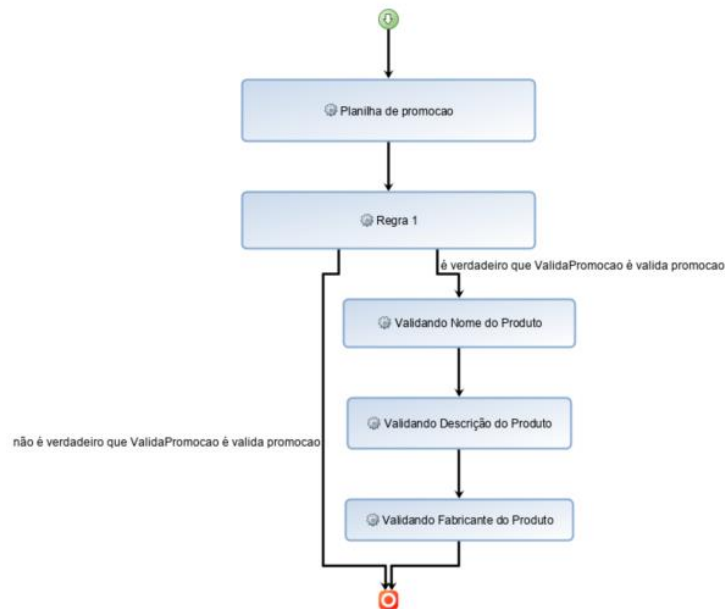 Planilha de promocao
Regra 1
é verdadeiro que ValidaPromocao é valida promocao
Validando Nome do Produto
Validando Descrição do Produto
não é verdadeiro que ValidaPromocao é valida promocao
Validando Fabricante do Produto